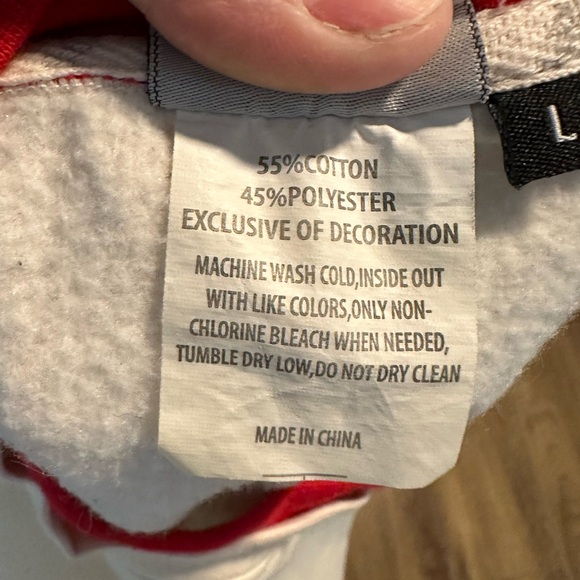 L
55%COTTON
45%POLYESTER
EXCLUSIVE OF DECORATION
MACHINE WASH COLD,INSIDE OUT
WITH LIKE COLORS,ONLY NON-
CHLORINE BLEACH WHEN NEEDED,
TUMBLE DRY LOW,DO NOT DRY CLEAN
MADE IN CHINA